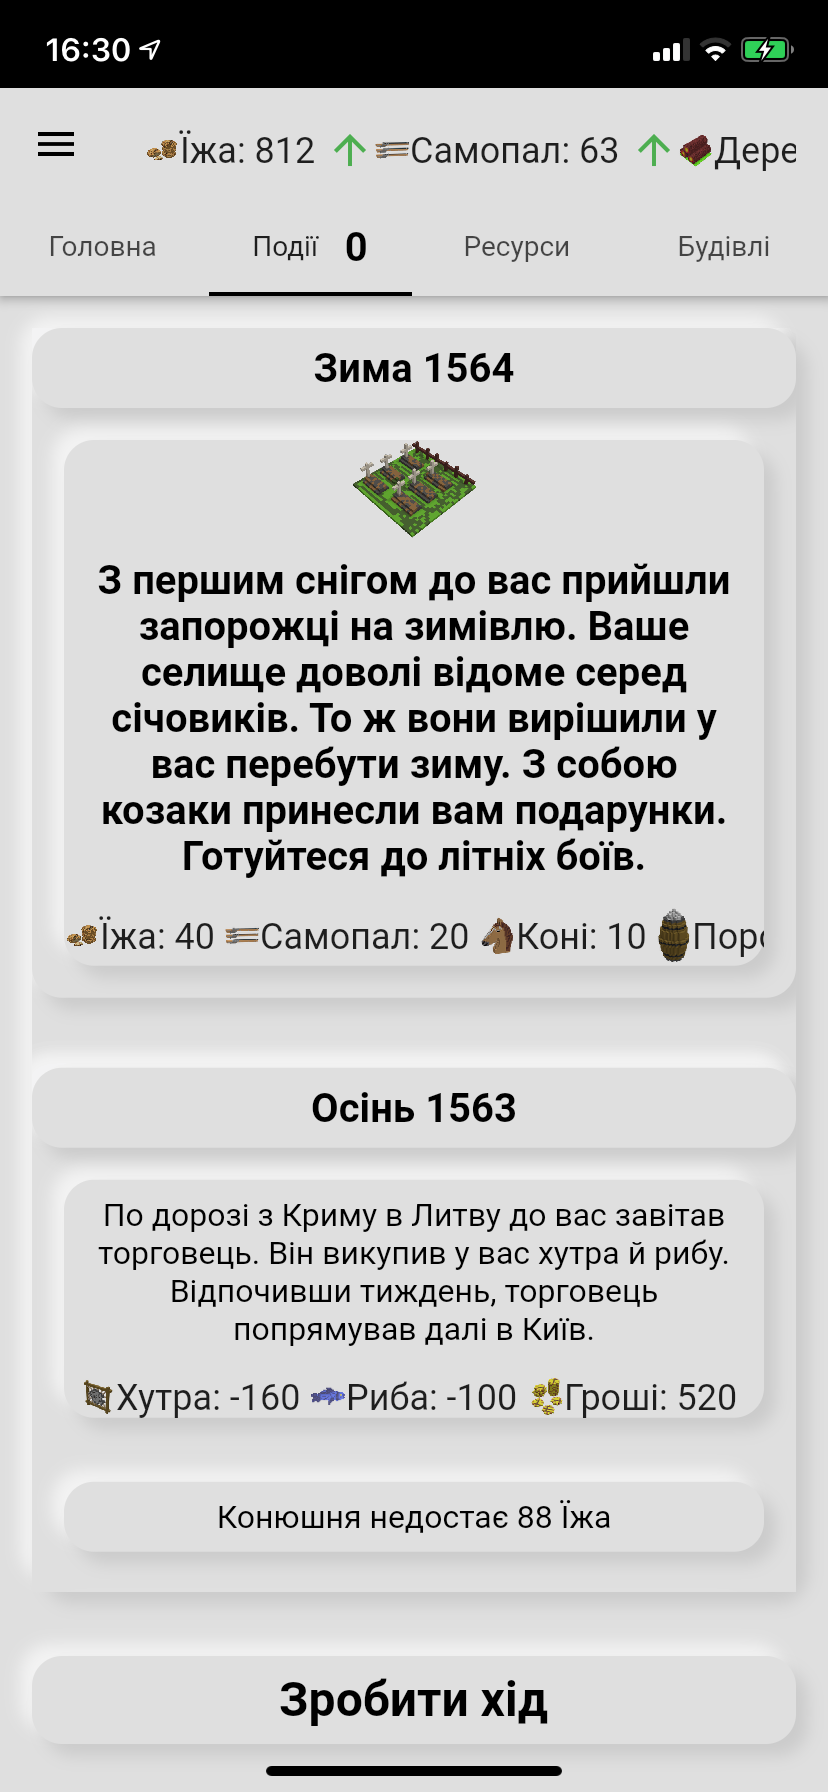 16:30
Їжа: 812 Самопал: 63 Дере
Головна Події 0 Ресурси Будівлі
Зима 1564
З першим снігом до вас прийшли
запорожці на зимівлю. Ваше
селище доволі відоме серед
січовиків. То ж вони вирішили у
вас перебути зиму. З собою
козаки принесли вам подарунки.
Готуйтеся до літніх боїв.
Їжа: 40 Самопал: 20 Коні: 10 Поро
Осінь 1563
По дорозі з Криму в Литву до вас завітав
торговець. Він викупив у вас хутра й рибу.
Відпочивши тиждень, торговець
попрямував далі в Київ.
Хутра: -160 Риба: -100 Гроші: 520
Конюшня недостає 88 Їжа
Зробити хід